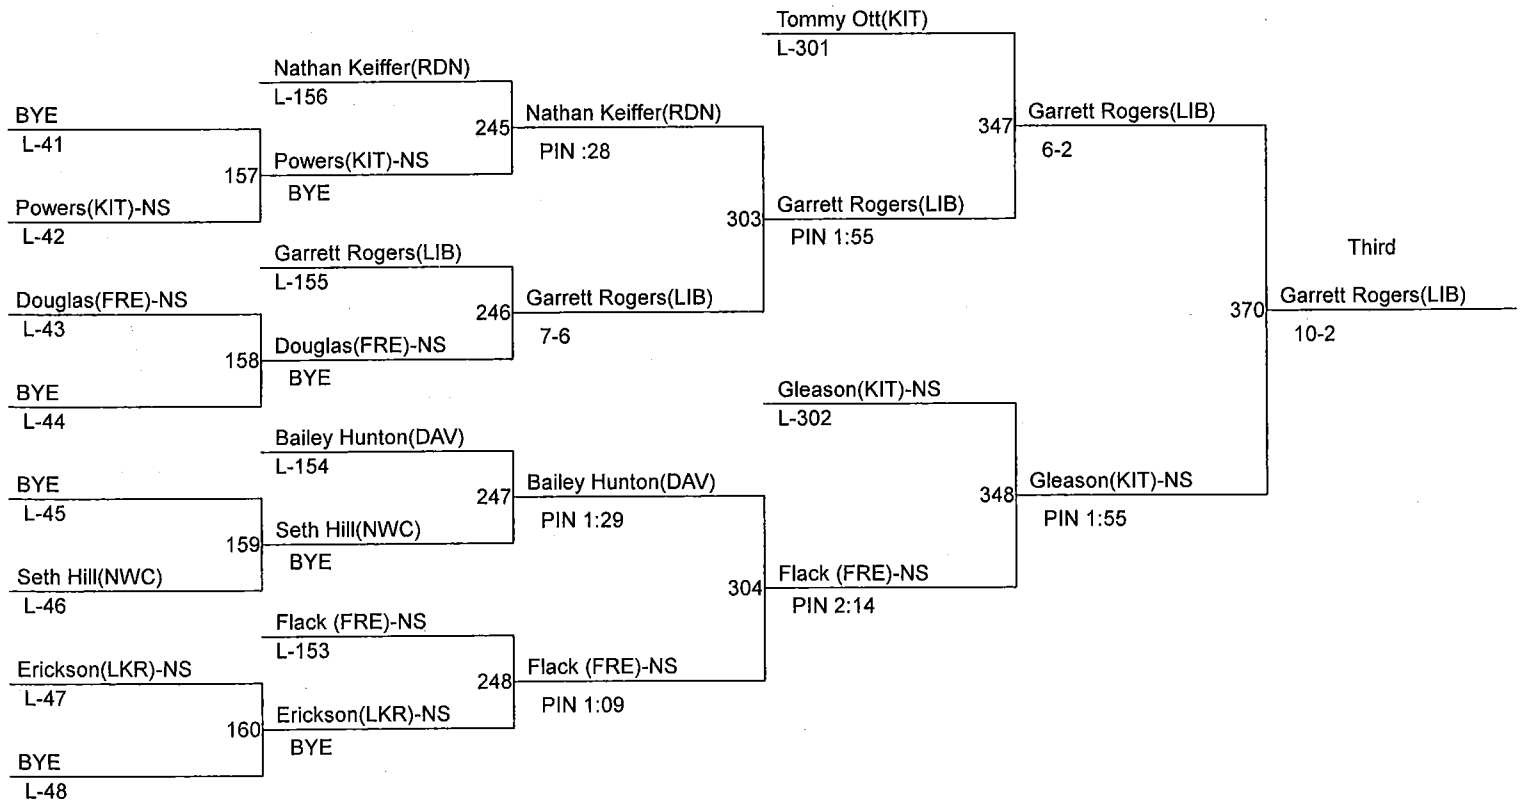 Tommy Ott(KIT)
L-301
Nathan Keiffer(RDN)
L-156
BYE
L-41
245
Nathan Keiffer(RDN)
PIN :28
347
Garrett Rogers(LIB)
6-2
157
Powers(KIT)-NS
BYE
Powers(KIT)-NS
L-42
303
Garrett Rogers(LIB)
PIN 1:55
Garrett Rogers(LIB)
L-155
Third
Douglas(FRE)-NS
L-43
246
Garrett Rogers(LIB)
7-6
370
Garrett Rogers(LIB)
10-2
158
Douglas(FRE)-NS
BYE
BYE
L-44
Gleason(KIT)-NS
L-302
Bailey Hunton(DAV)
L-154
BYE
L-45
247
Bailey Hunton(DAV)
PIN 1:29
348
Gleason(KIT)-NS
PIN 1:55
159
Seth Hill(NWC)
BYE
Seth Hill(NWC)
L-46
304
Flack (FRE)-NS
PIN 2:14
Flack (FRE)-NS
L-153
Erickson(LKR)-NS
L-47
248
Flack (FRE)-NS
PIN 1:09
160
Erickson(LKR)-NS
BYE
BYE
L-48